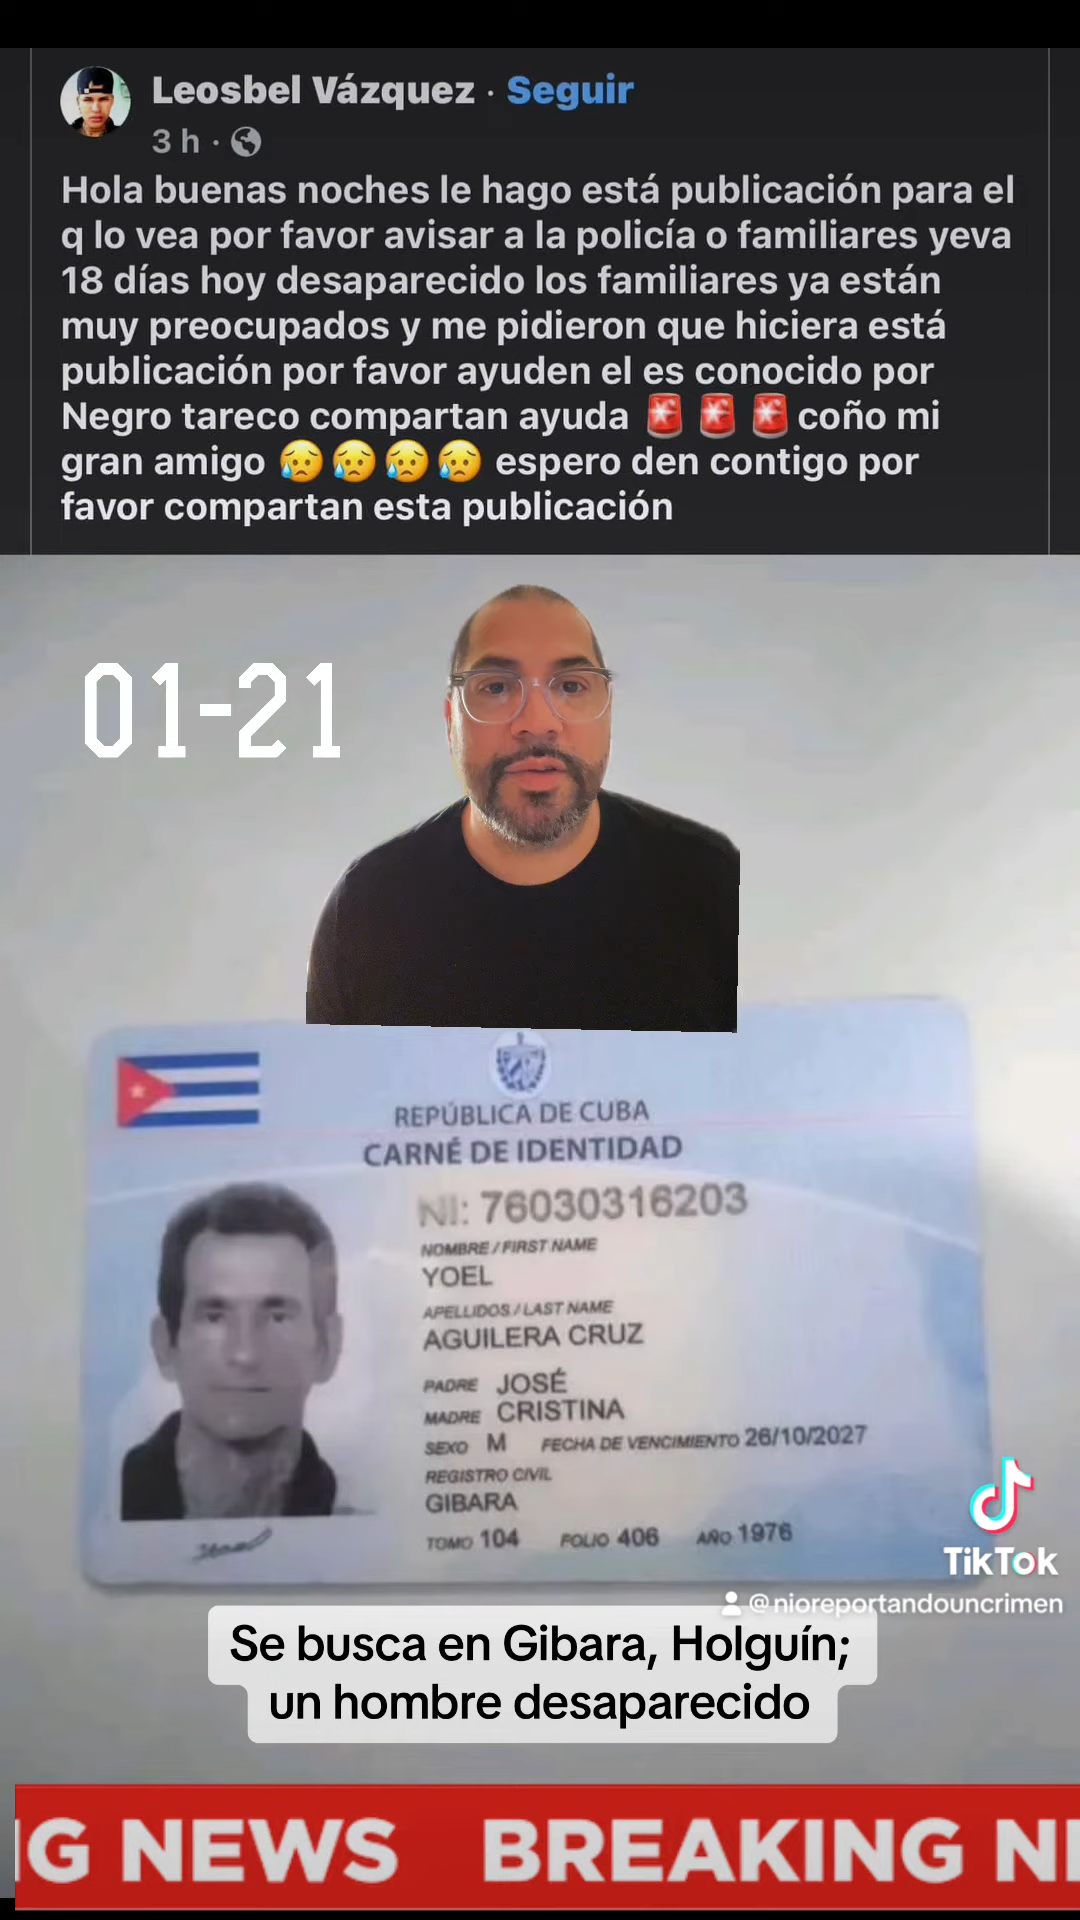 Leosbel Vázquez · Seguir
3 h ·
Hola buenas noches le hago está publicación para el
q lo vea por favor avisar a la policía o familiares yeva
18 días hoy desaparecido los familiares ya están
muy preocupados y me pidieron que hiciera está
publicación por favor ayuden el es conocido por
Negro tareco compartan ayuda 🚨🚨🚨 coño mi
gran amigo 😥😥😥😥 espero den contigo por
favor compartan esta publicación
01-21
REPÚBLICA DE CUBA
CARNÉ DE IDENTIDAD
NI: 76030316203
NOMBRE / FIRST NAME
YOEL
APELLIDOS / LAST NAME
AGUILERA CRUZ
PADRE JOSÉ
MADRE CRISTINA
SEXO M FECHA DE VENCIMIENTO 26/10/2027
REGISTRO CIVIL
GIBARA
TOMO 104 FOLIO 406 AÑO 1976
TikTok
@nioreportandouncrimen
Se busca en Gibara, Holguín;
un hombre desaparecido
NG NEWS BREAKING NE